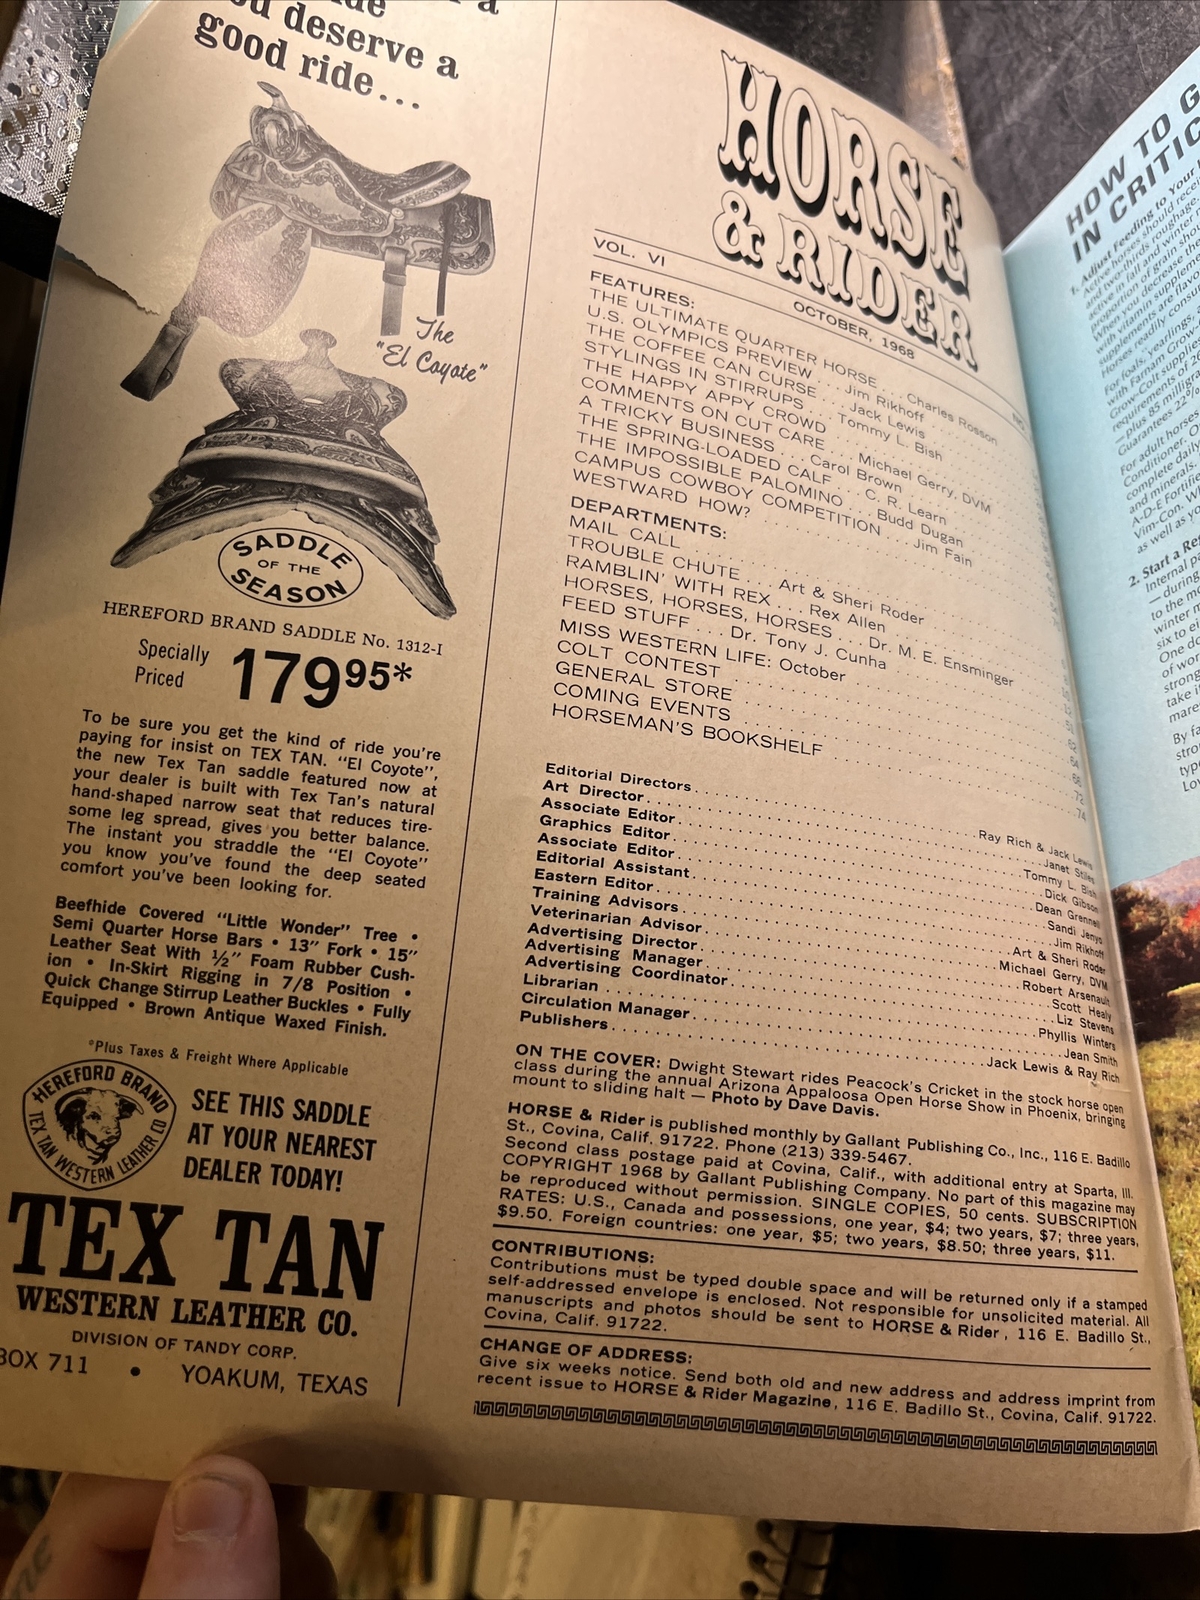 ou deserve a
good ride...
The
"El Coyote"
SADDLE
OF THE
SEASON
HEREFORD BRAND SADDLE No. 1312-I
Specially
Priced
179 95*
To be sure you get the kind of ride you're
paying for insist on TEX TAN. "El Coyote",
the new Tex Tan saddle featured now at
your dealer is built with Tex Tan's natural
hand-shaped narrow seat that reduces tire-
some leg spread, gives you better balance.
The instant you straddle the "El Coyote"
you know you've found the deep seated
comfort you've been looking for.
Beefhide Covered "Little Wonder" Tree •
Semi Quarter Horse Bars • 13" Fork • 15"
Leather Seat With ½" Foam Rubber Cush-
ion • In-Skirt Rigging in 7/8 Position •
Quick Change Stirrup Leather Buckles • Fully
Equipped • Brown Antique Waxed Finish.
*Plus Taxes & Freight Where Applicable
HEREFORD BRAND
TEX TAN WESTERN LEATHER CO
SEE THIS SADDLE
AT YOUR NEAREST
DEALER TODAY!
TEX TAN
WESTERN LEATHER CO.
DIVISION OF TANDY CORP.
BOX 711 • YOAKUM, TEXAS
HORSE
& RIDER
VOL. VI OCTOBER, 1968
FEATURES:
THE ULTIMATE QUARTER HORSE ... Charles Rosson
U.S. OLYMPICS PREVIEW ... Jim Rikhoff
THE COFFEE CAN CURSE ... Jack Lewis
STYLINGS IN STIRRUPS ... Tommy L. Bish
THE HAPPY APPY CROWD
COMMENTS ON CUT CARE ... Michael Gerry, DVM
A TRICKY BUSINESS ... Carol Brown
THE SPRING-LOADED CALF ... C. R. Learn
THE IMPOSSIBLE PALOMINO ... Budd Dugan
CAMPUS COWBOY COMPETITION ... Jim Fain
WESTWARD HOW?
DEPARTMENTS:
MAIL CALL
TROUBLE CHUTE ... Art & Sheri Roder
RAMBLIN' WITH REX ... Rex Allen
HORSES, HORSES, HORSES ... Dr. M. E. Ensminger
FEED STUFF ... Dr. Tony J. Cunha
MISS WESTERN LIFE: October
COLT CONTEST
GENERAL STORE
COMING EVENTS 72
HORSEMAN'S BOOKSHELF 74
Editorial Directors Ray Rich & Jack Lewis
Art Director Janet Stiles
Associate Editor Tommy L. Bish
Graphics Editor Dick Gibson
Associate Editor Dean Grennell
Editorial Assistant Sandi Jenyo
Eastern Editor Jim Rikhoff
Training Advisors Art & Sheri Roder
Veterinarian Advisor Michael Gerry, DVM
Advertising Director Robert Arsenault
Advertising Manager Scott Healy
Advertising Coordinator Liz Stevens
Librarian Phyllis Winters
Circulation Manager Jean Smith
Publishers Jack Lewis & Ray Rich
ON THE COVER: Dwight Stewart rides Peacock's Cricket in the stock horse open
class during the annual Arizona Appaloosa Open Horse Show in Phoenix, bringing
mount to sliding halt — Photo by Dave Davis.
HORSE & Rider is published monthly by Gallant Publishing Co., Inc., 116 E. Badillo
St., Covina, Calif. 91722. Phone (213) 339-5467.
Second class postage paid at Covina, Calif., with additional entry at Sparta, Ill.
COPYRIGHT 1968 by Gallant Publishing Company. No part of this magazine may
be reproduced without permission. SINGLE COPIES, 50 cents. SUBSCRIPTION
RATES: U.S., Canada and possessions, one year, $4; two years, $7; three years,
$9.50. Foreign countries: one year, $5; two years, $8.50; three years, $11.
CONTRIBUTIONS:
Contributions must be typed double space and will be returned only if a stamped
self-addressed envelope is enclosed. Not responsible for unsolicited material. All
manuscripts and photos should be sent to HORSE & Rider, 116 E. Badillo St.,
Covina, Calif. 91722.
CHANGE OF ADDRESS:
Give six weeks notice. Send both old and new address and address imprint from
recent issue to HORSE & Rider Magazine, 116 E. Badillo St., Covina, Calif. 91722.
HOW TO G
IN CRITIC
1. Adjust Feeding to Your
2. Start a Re